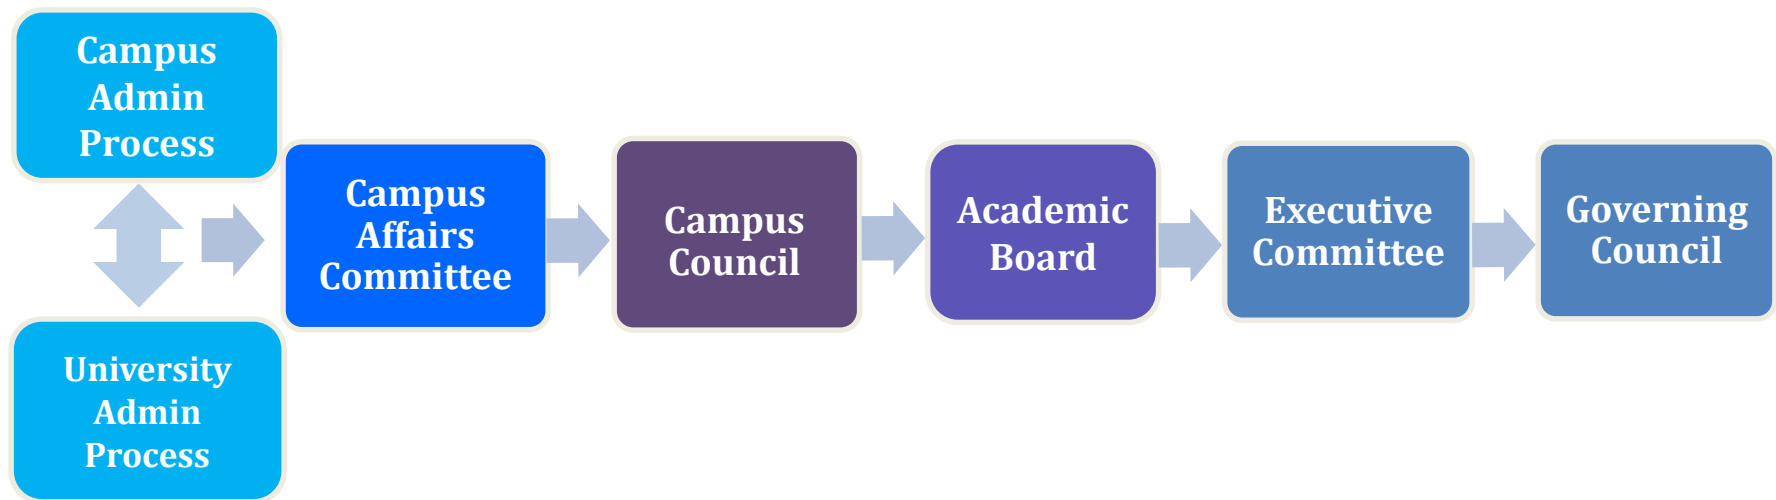 Campus
Admin
Process
University
Admin
Process
Campus
Affairs
Committee
Campus
Council
Academic
Board
Executive
Committee
Governing
Council